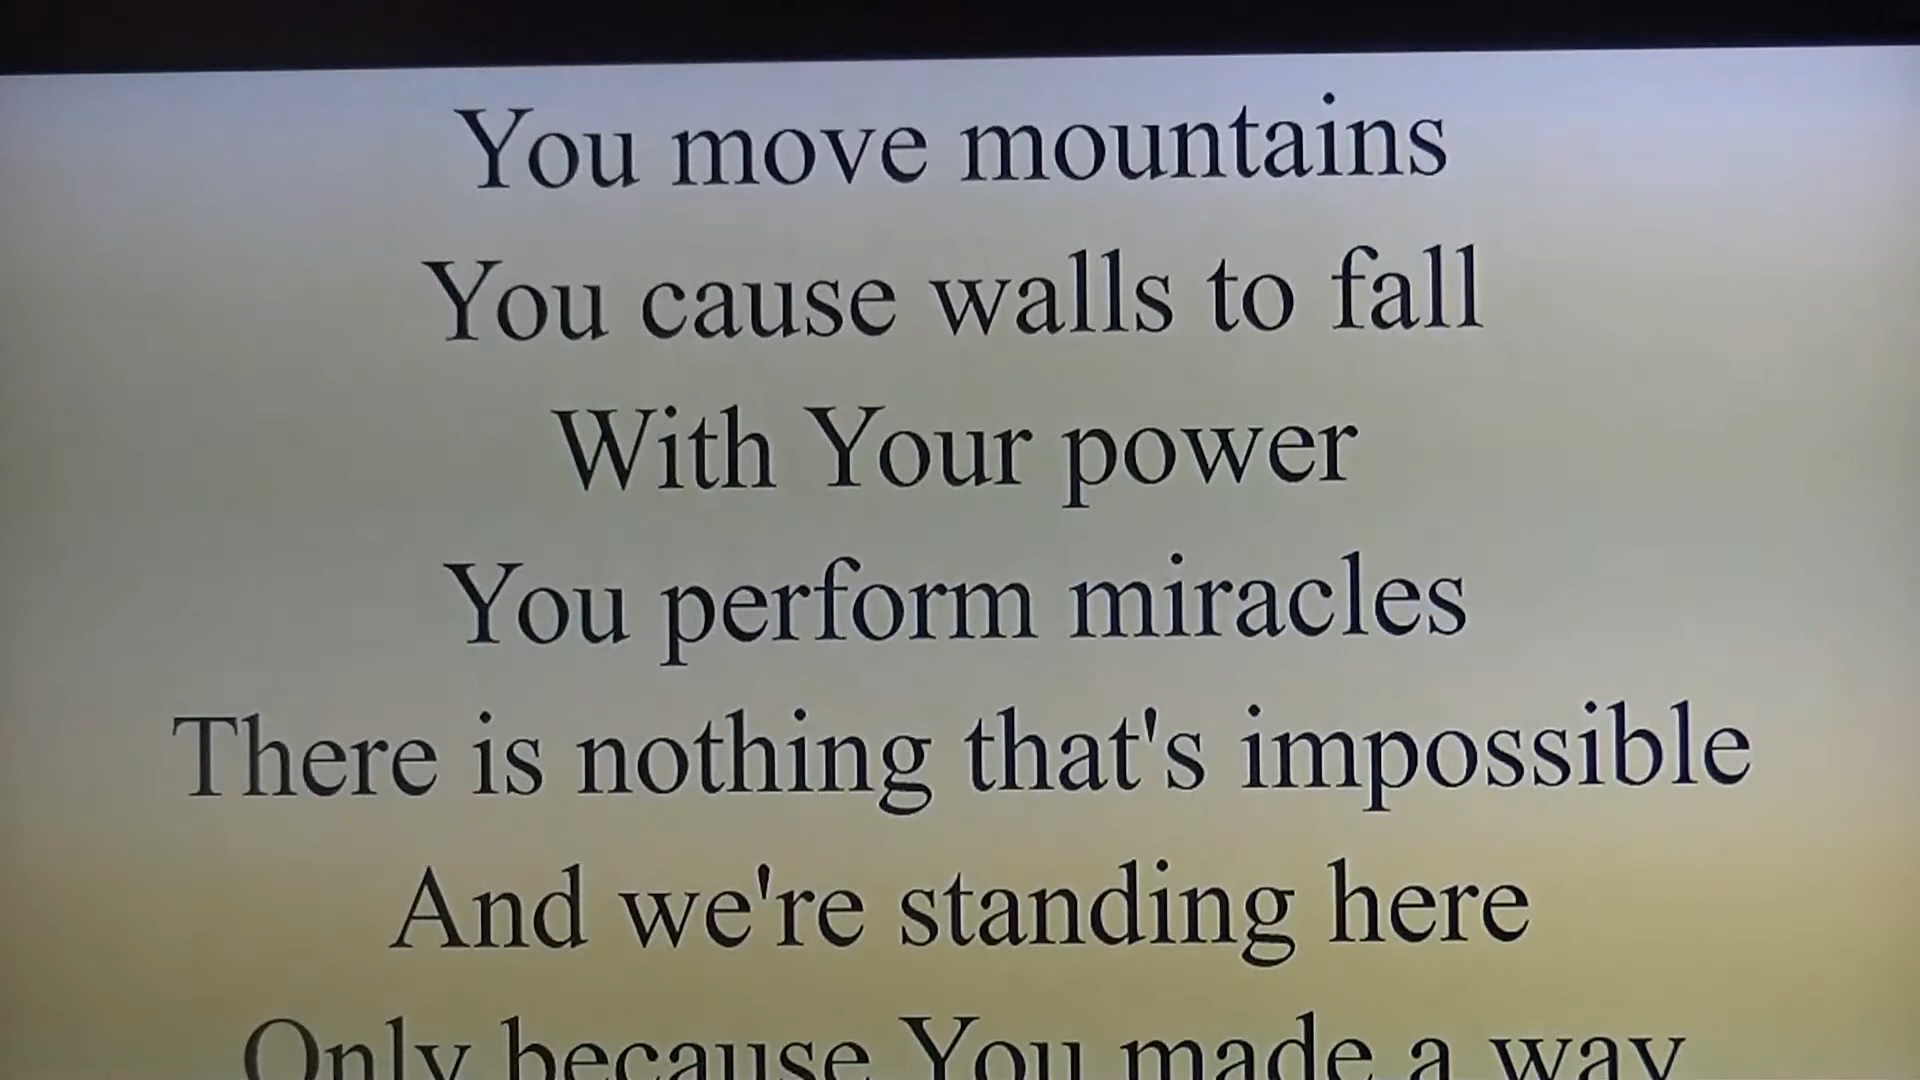 You move mountains
You cause walls to fall
With Your power
You perform miracles
There is nothing that's impossible
And we're standing here
Only because You made a way